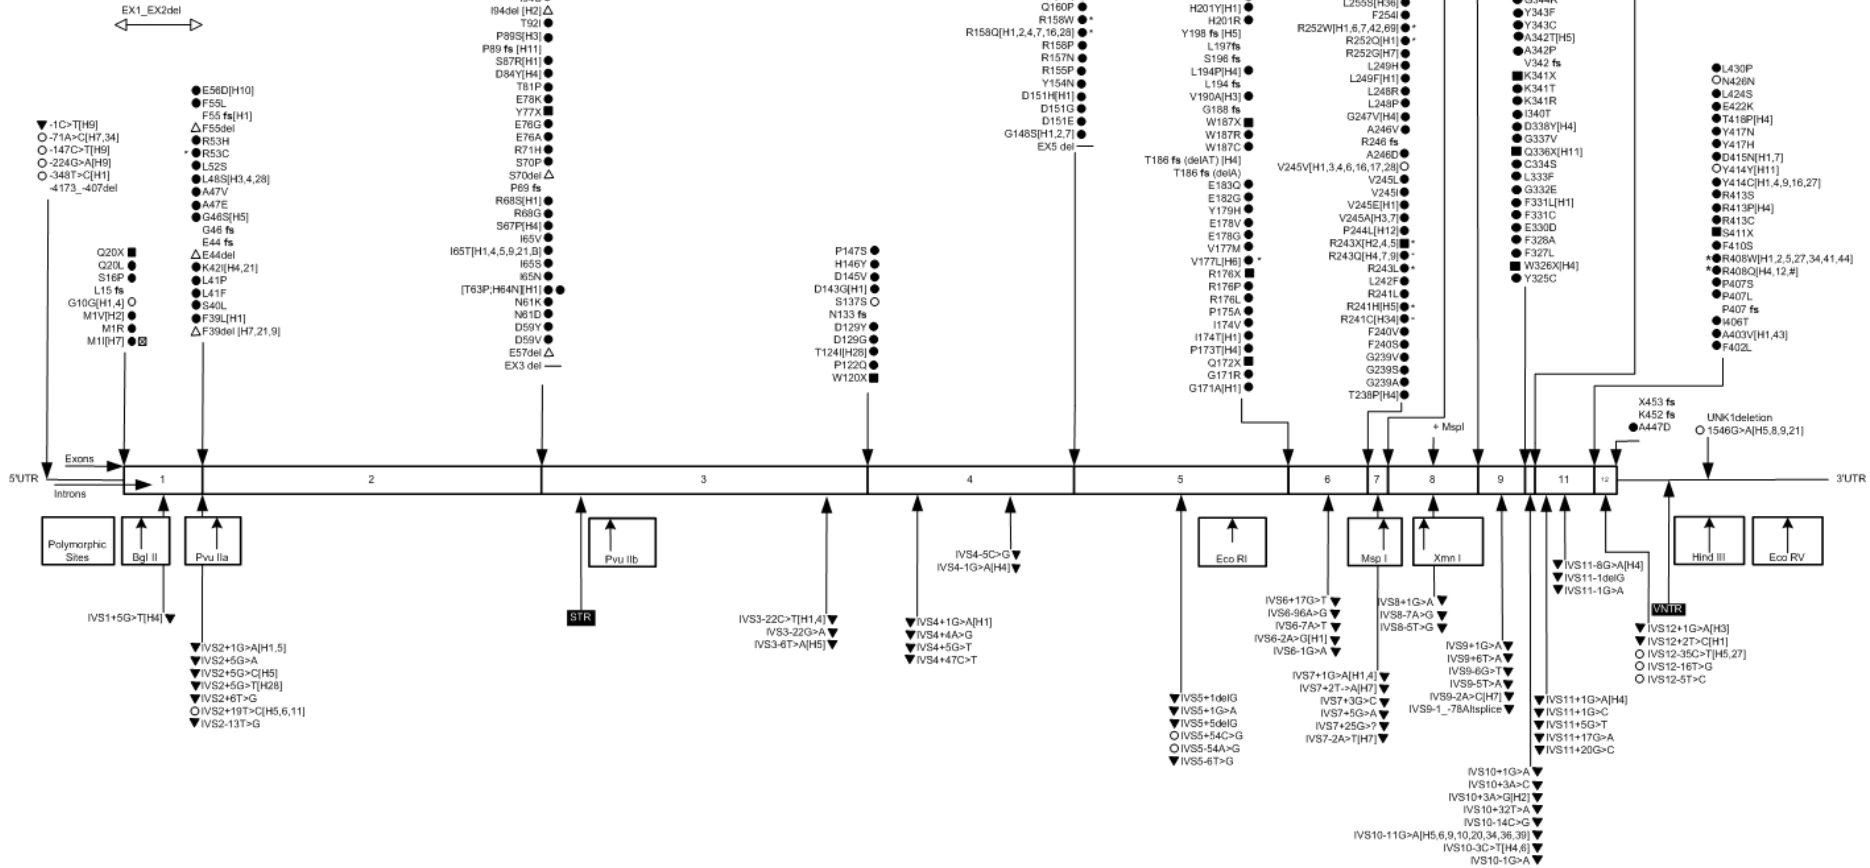 EX1_EX2del
-1C>T[H9]
-71A>C[H7,34]
-147C>T[H9]
-224G>A[H9]
-348T>C[H1]
-4173_-407del
Q20X
Q20L
S16P
L15 fs
G10G[H1,4]
M1V[H2]
M1R
M1I[H7]
E56D[H10]
F55L
F55 fs[H1]
F55del
R53H
* R53C
L52S
L48S[H3,4,28]
A47V
A47E
G46S[H5]
G46 fs
E44 fs
E44del
K42I[H4,21]
L41P
L41F
S40L
F39L[H1]
F39del [H7,21,9]
I94del [H2]
T92I
P89S[H3]
P89 fs [H11]
S87R[H1]
D84Y[H4]
T81P
E78K
Y77X
E76G
E76A
R71H
S70P
S70del
P69 fs
R68S[H1]
R68G
S67P[H4]
I65V
I65T[H1,4,5,9,21,B]
I65S
I65N
[T63P;H64N][H1]
N61K
N61D
D59Y
D59V
E57del
EX3 del
P147S
H146Y
D145V
D143G[H1]
S137S
N133 fs
D129Y
D129G
T124I[H28]
P122Q
W120X
Q160P
R158W *
R158Q[H1,2,4,7,16,28] *
R158P
R157N
R155P
Y154N
D151H[H1]
D151G
D151E
G148S[H1,2,7]
EX5 del
H201Y[H1]
H201R
Y198 fs [H5]
L197fs
S196 fs
L194P[H4]
L194 fs
V190A[H3]
G188 fs
W187X
W187R
W187C
T186 fs (delAT) [H4]
T186 fs (delA)
E183Q
E182G
Y179H
E178V
E178G
V177M
V177L[H6] *
R176X
R176P
R176L
P175A
I174V
I174T[H1]
P173T[H4]
Q172X
G171R
G171A[H1]
L255S[H36]
F254I
R252W[H1,6,7,42,69] *
R252Q[H1] *
R252G[H7]
L249H
L249F[H1]
L248R
L248P
G247V[H4]
A246V
R246 fs
A246D
V245V[H1,3,4,6,16,17,28]
V245L
V245I
V245E[H1]
V245A[H3,7]
P244L[H12]
R243X[H2,4,5] *
R243Q[H4,7,9] *
R243L *
L242F
R241L
R241H[H5] *
R241C[H34] *
F240V
F240S
G239V
G239S
G239A
T238P[H4]
+ MspI
G344R
Y343F
Y343C
A342T[H5]
A342P
V342 fs
K341X
K341T
K341R
I340T
D338Y[H4]
G337V
Q336X[H11]
C334S
L333F
G332E
F331L[H1]
F331C
E330D
F328A
F327L
W326X[H4]
Y325C
L430P
N426N
L424S
E422K
T418P[H4]
Y417N
Y417H
D415N[H1,7]
Y414Y[H11]
Y414C[H1,4,9,16,27]
R413S
R413P[H4]
R413C
S411X
F410S
* R408W[H1,2,5,27,34,41,44]
* R408Q[H4,12,#]
P407S
P407L
P407 fs
I406T
A403V[H1,43]
F402L
X453 fs
K452 fs
A447D
UNK1deletion
1546G>A[H5,8,9,21]
Exons
5'UTR
Introns
1 2 3 4 5 6 7 8 9 11 12
3'UTR
Polymorphic
Sites
Bgl II
Pvu IIa
Pvu IIb
Eco RI
Msp I
Xmn I
Hind III
Eco RV
STR
VNTR
IVS1+5G>T[H4]
IVS2+1G>A[H1,5]
IVS2+5G>A
IVS2+5G>C[H5]
IVS2+5G>T[H28]
IVS2+6T>G
IVS2+19T>C[H5,6,11]
IVS2-13T>G
IVS3-22C>T[H1,4]
IVS3-22G>A
IVS3-6T>A[H5]
IVS4-5C>G
IVS4-1G>A[H4]
IVS4+1G>A[H1]
IVS4+4A>G
IVS4+5G>T
IVS4+47C>T
IVS5+1delG
IVS5+1G>A
IVS5+5delG
IVS5+54C>G
IVS5-54A>G
IVS5-6T>G
IVS6+17G>T
IVS6-96A>G
IVS6-7A>T
IVS6-2A>G[H1]
IVS6-1G>A
IVS7+1G>A[H1,4]
IVS7+2T->A[H7]
IVS7+3G>C
IVS7+5G>A
IVS7+25G>?
IVS7-2A>T[H7]
IVS8+1G>A
IVS8-7A>G
IVS8-5T>G
IVS9+1G>A
IVS9+6T>A
IVS9-6G>T
IVS9-5T>A
IVS9-2A>C[H7]
IVS9-1_-78Altsplice
IVS10+1G>A
IVS10+3A>C
IVS10+3A>G[H2]
IVS10+32T>A
IVS10-14C>G
IVS10-11G>A[H5,6,9,10,20,34,36,39]
IVS10-3C>T[H4,6]
IVS10-1G>A
IVS11+1G>A[H4]
IVS11+1G>C
IVS11+5G>T
IVS11+17G>A
IVS11+20G>C
IVS11-8G>A[H4]
IVS11-1delG
IVS11-1G>A
IVS12+1G>A[H3]
IVS12+2T>C[H1]
IVS12-35C>T[H5,27]
IVS12-16T>G
IVS12-5T>C